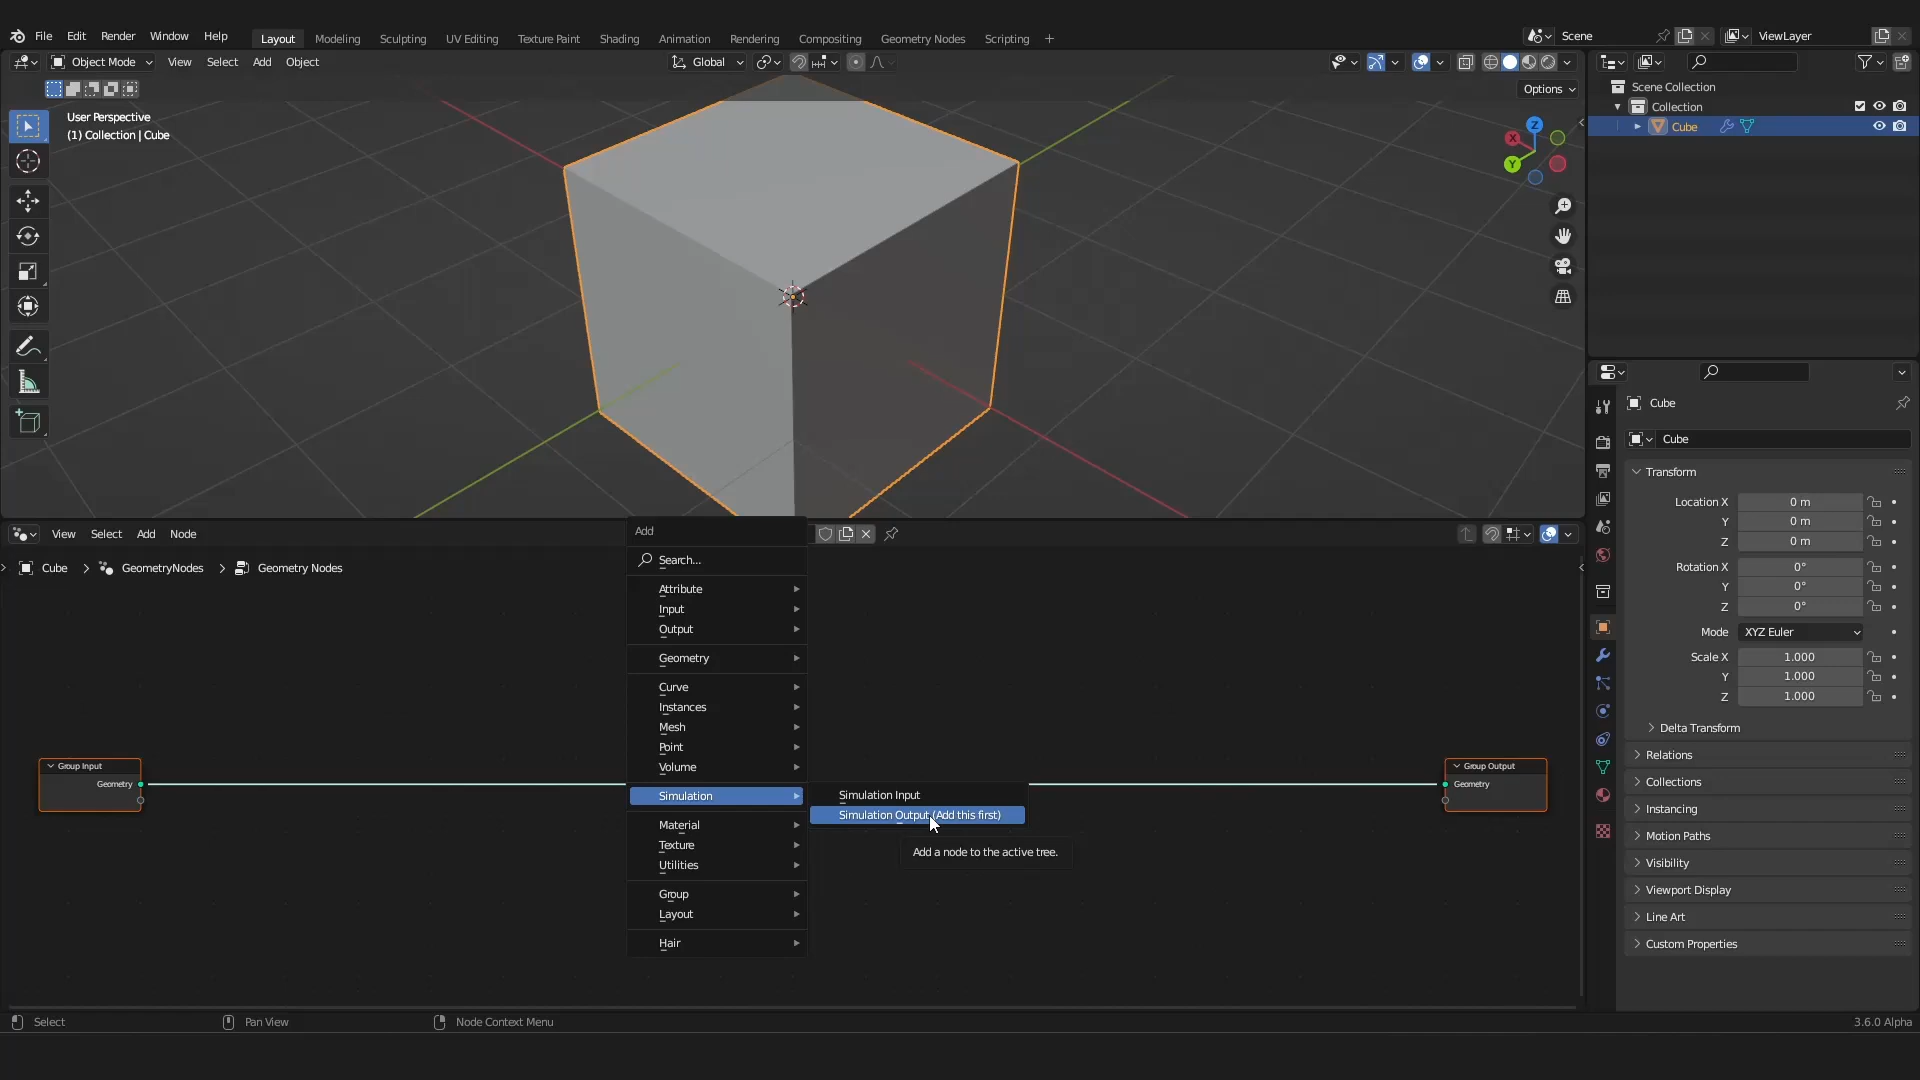 File Edit Render Window Help Layout Modeling Sculpting UV Editing Texture Paint Shading Animation Rendering Compositing Geometry Nodes Scripting + Scene ViewLayer
Object Mode View Select Add Object Global
Options
User Perspective
(1) Collection | Cube
Z
X
Y
Scene Collection
Collection
Cube
Cube
Cube
Transform
Location X 0 m
Y 0 m
Z 0 m
Rotation X 0°
Y 0°
Z 0°
Mode XYZ Euler
Scale X 1.000
Y 1.000
Z 1.000
Delta Transform
Relations
Collections
Instancing
Motion Paths
Visibility
Viewport Display
Line Art
Custom Properties
View Select Add Node
Cube > GeometryNodes > Geometry Nodes
Add
Search...
Attribute
Input
Output
Geometry
Curve
Instances
Mesh
Point
Volume
Simulation
Material
Texture
Utilities
Group
Layout
Hair
Simulation Input
Simulation Output (Add this first)
Add a node to the active tree.
Group Input
Geometry
Group Output
Geometry
Select Pan View Node Context Menu 3.6.0 Alpha